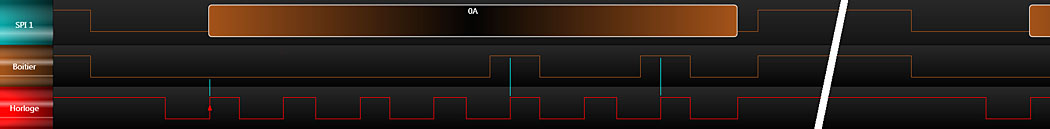 SPI 1
0A
Boitier
Horloge